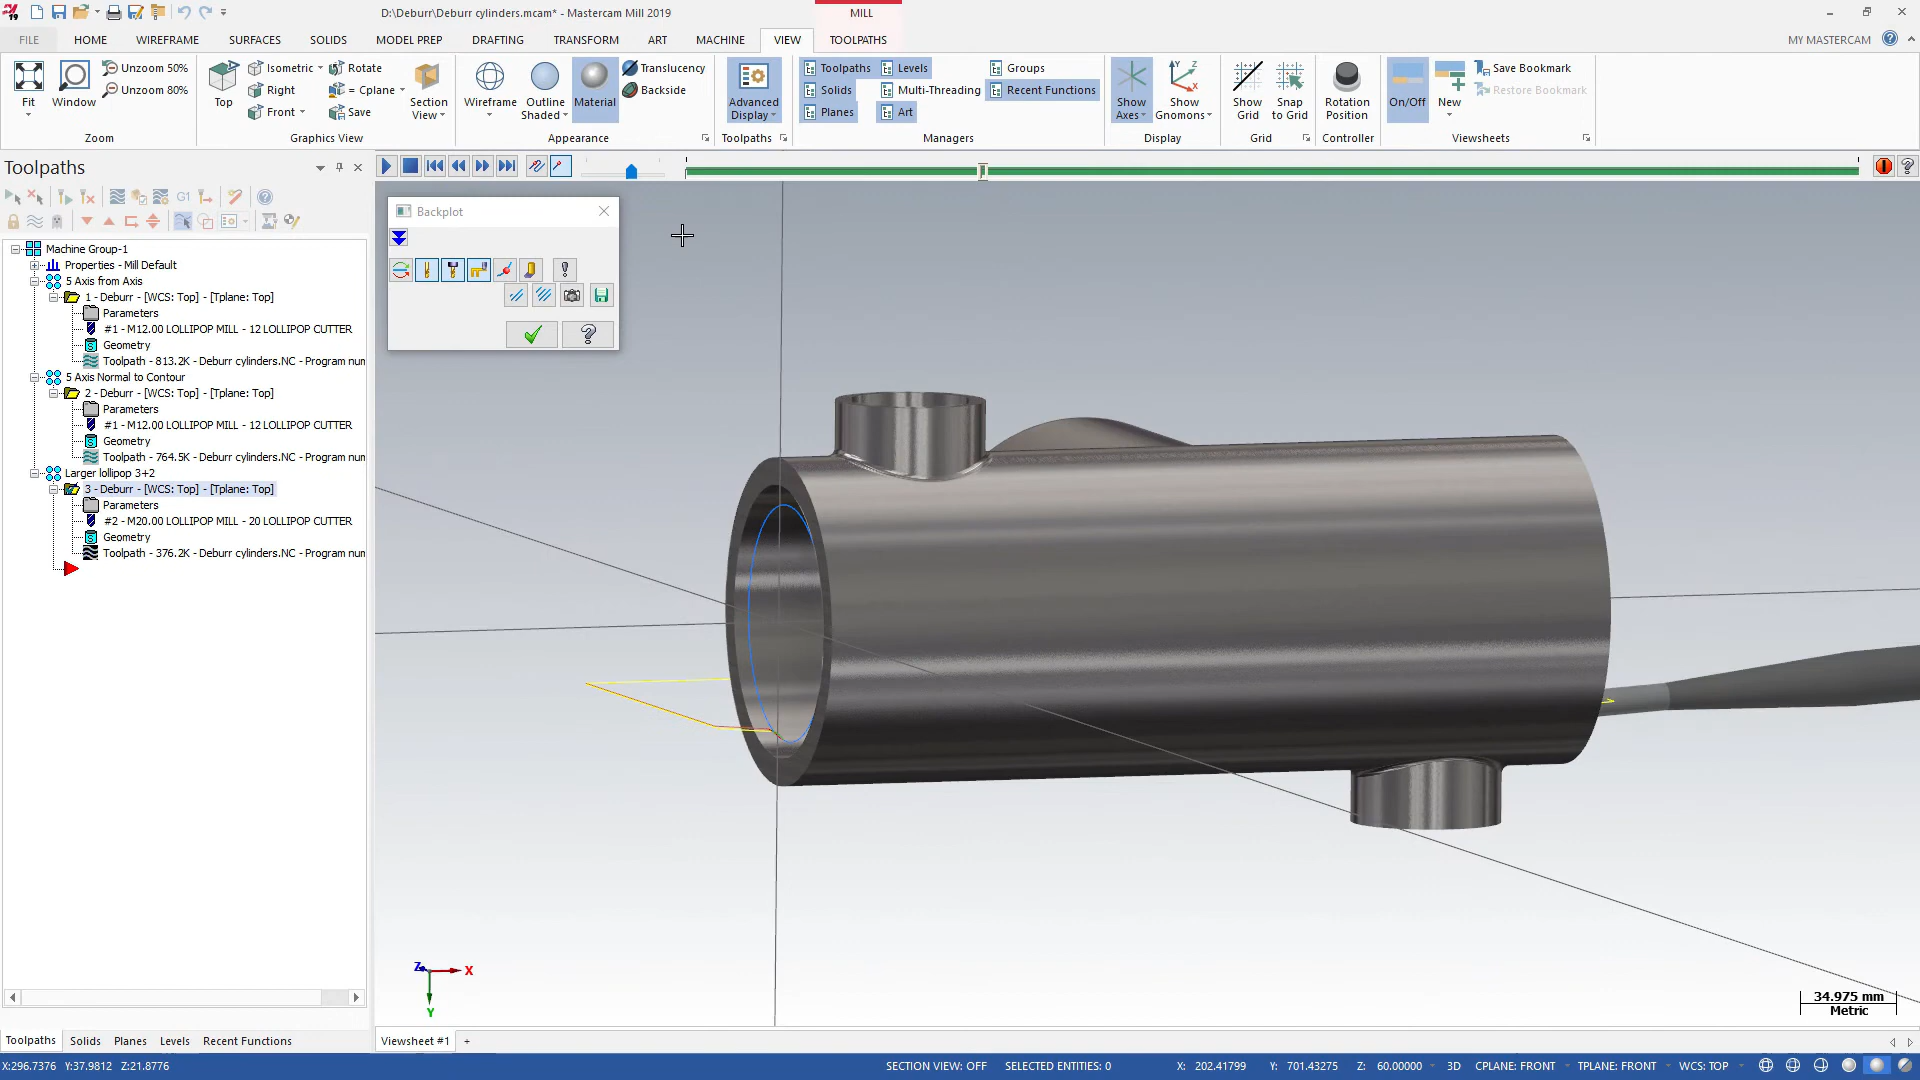 D:\Deburr\Deburr cylinders.mcam* - Mastercam Mill 2019
MILL
FILE HOME WIREFRAME SURFACES SOLIDS MODEL PREP DRAFTING TRANSFORM ART MACHINE VIEW TOOLPATHS MY MASTERCAM
Fit
Window
Unzoom 50%
Unzoom 80%
Zoom
Top
Isometric
Right
Front
Rotate
= Cplane
Save
Section
View
Graphics View
Wireframe
Outline
Shaded
Material
Translucency
Backside
Appearance
Advanced
Display
Toolpaths
Toolpaths
Solids
Planes
Levels
Multi-Threading
Art
Groups
Recent Functions
Managers
Show
Axes
Show
Gnomons
Display
Show
Grid
Snap
to Grid
Grid
Rotation
Position
Controller
On/Off
New
Save Bookmark
Restore Bookmark
Viewsheets
Toolpaths
G1
Machine Group-1
Properties - Mill Default
5 Axis from Axis
1 - Deburr - [WCS: Top] - [Tplane: Top]
Parameters
#1 - M12.00 LOLLIPOP MILL - 12 LOLLIPOP CUTTER
Geometry
Toolpath - 813.2K - Deburr cylinders.NC - Program num
5 Axis Normal to Contour
2 - Deburr - [WCS: Top] - [Tplane: Top]
Parameters
#1 - M12.00 LOLLIPOP MILL - 12 LOLLIPOP CUTTER
Geometry
Toolpath - 764.5K - Deburr cylinders.NC - Program num
Larger lollipop 3+2
3 - Deburr - [WCS: Top] - [Tplane: Top]
Parameters
#2 - M20.00 LOLLIPOP MILL - 20 LOLLIPOP CUTTER
Geometry
Toolpath - 376.2K - Deburr cylinders.NC - Program num
Backplot
Z X
Y
34.975 mm
Metric
Toolpaths Solids Planes Levels Recent Functions
Viewsheet #1 +
X:296.7376 Y:37.9812 Z:21.8776 SECTION VIEW: OFF SELECTED ENTITIES: 0 X: 202.41799 Y: 701.43275 Z: 60.00000 3D CPLANE: FRONT TPLANE: FRONT WCS: TOP